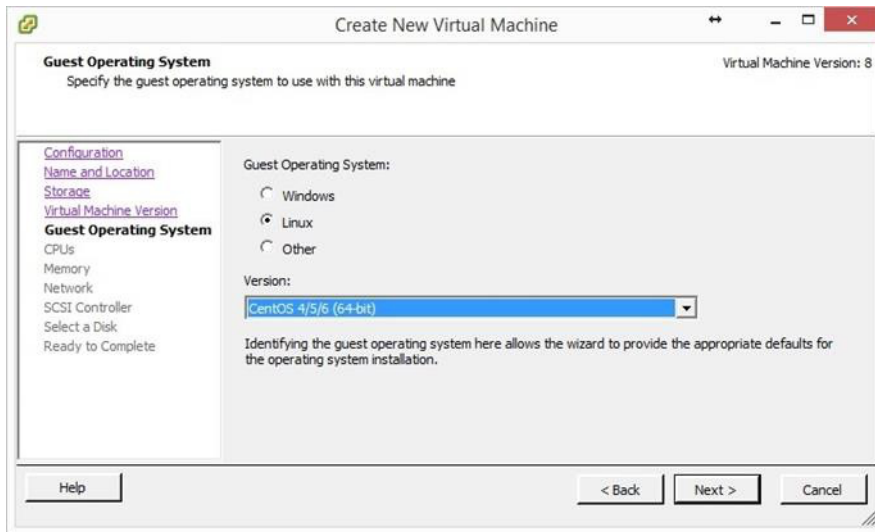 Create New Virtual Machine
Guest Operating System
Virtual Machine Version: 8
Specify the guest operating system to use with this virtual machine
Configuration
Name and Location
Storage
Virtual Machine Version
Guest Operating System
CPUs
Memory
Network
SCSI Controller
Select a Disk
Ready to Complete
Guest Operating System:
Windows
Linux
Other
Version:
CentOS 4/5/6 (64-bit)
Identifying the guest operating system here allows the wizard to provide the appropriate defaults for
the operating system installation.
Help
< Back
Next >
Cancel